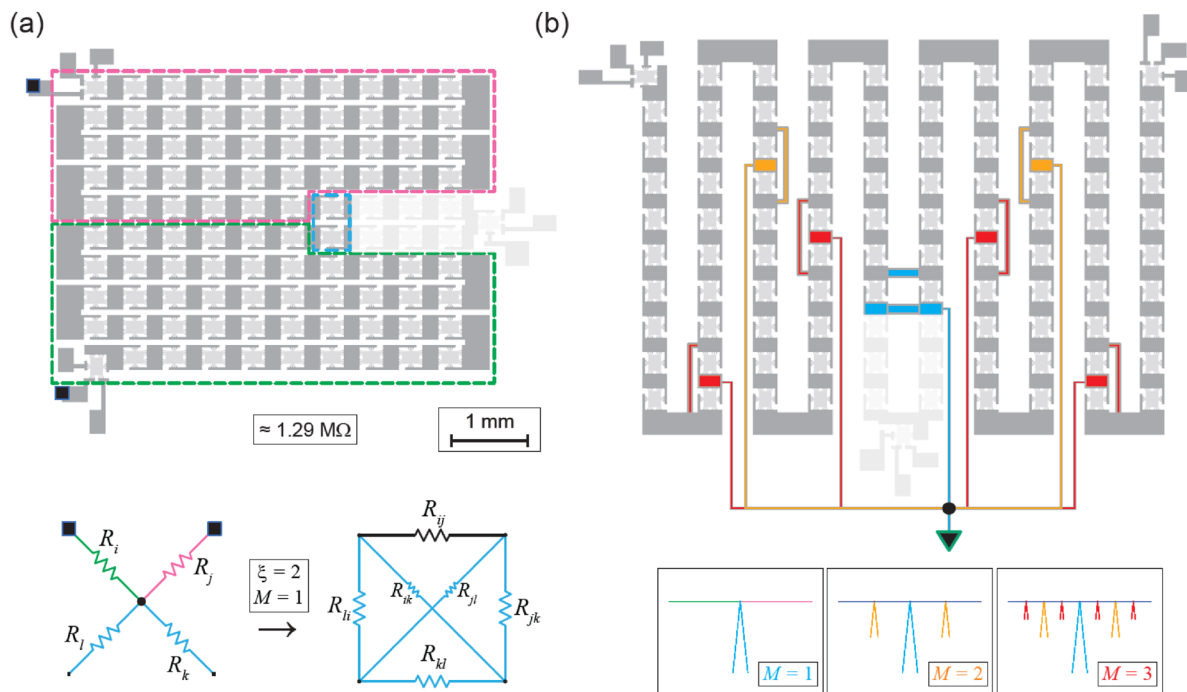 (a)
(b)
≈ 1.29 MΩ
1 mm
R_i
R_j
R_l
R_k
ξ = 2
M = 1
R_ij
R_ik
R_jl
R_li
R_jk
R_kl
M = 1
M = 2
M = 3